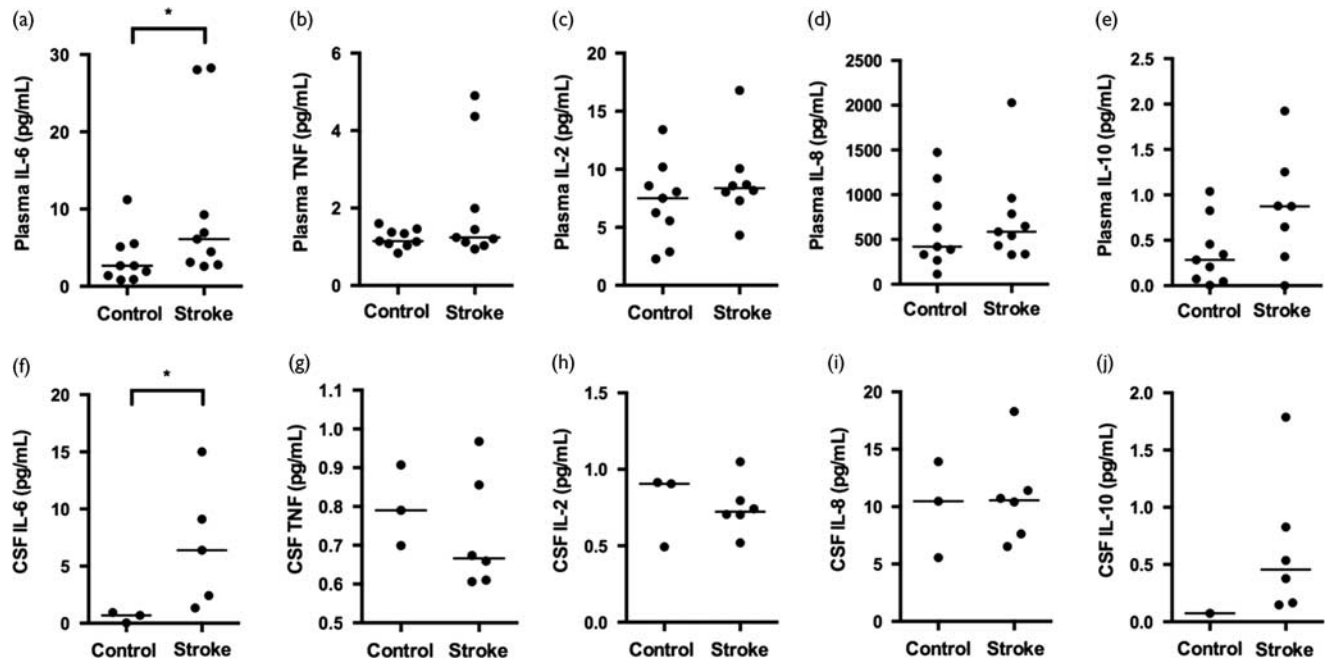 (a)
*
Plasma IL-6 (pg/mL)
30
20
10
0
Control Stroke
(b)
Plasma TNF (pg/mL)
6
4
2
0
Control Stroke
(c)
Plasma IL-2 (pg/mL)
20
15
10
5
0
Control Stroke
(d)
Plasma IL-8 (pg/mL)
2500
2000
1500
1000
500
0
Control Stroke
(e)
Plasma IL-10 (pg/mL)
2.5
2.0
1.5
1.0
0.5
0.0
Control Stroke
(f)
*
CSF IL-6 (pg/mL)
20
15
10
5
0
Control Stroke
(g)
CSF TNF (pg/mL)
1.1
1.0
0.9
0.8
0.7
0.6
0.5
Control Stroke
(h)
CSF IL-2 (pg/mL)
1.5
1.0
0.5
0.0
Control Stroke
(i)
CSF IL-8 (pg/mL)
20
15
10
5
0
Control Stroke
(j)
CSF IL-10 (pg/mL)
2.0
1.5
1.0
0.5
0.0
Control Stroke